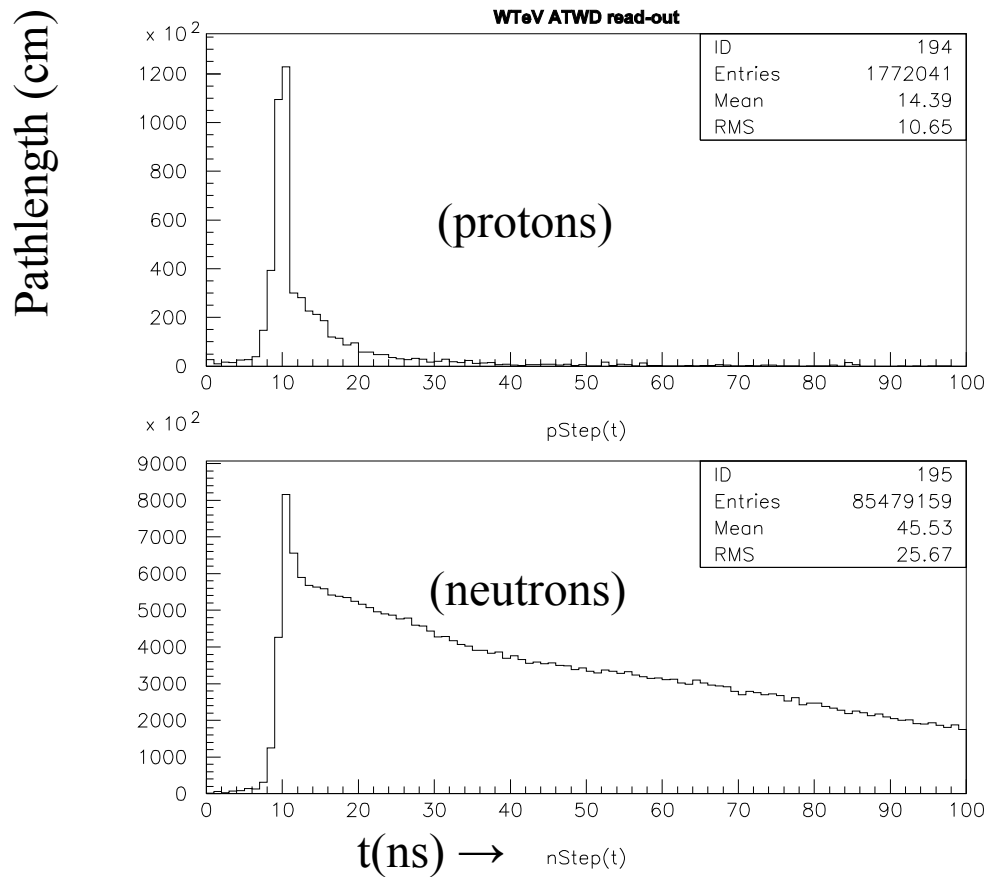 WTeV ATWD read-out
Pathlength (cm)
x 10²
ID 194
Entries 1772041
Mean 14.39
RMS 10.65
1200
1000
800
600
400
200
0
(protons)
0 10 20 30 40 50 60 70 80 90 100
pStep(t)
x 10²
ID 195
Entries 85479159
Mean 45.53
RMS 25.67
9000
8000
7000
6000
5000
4000
3000
2000
1000
0
(neutrons)
0 10 20 30 40 50 60 70 80 90 100
t(ns) → nStep(t)